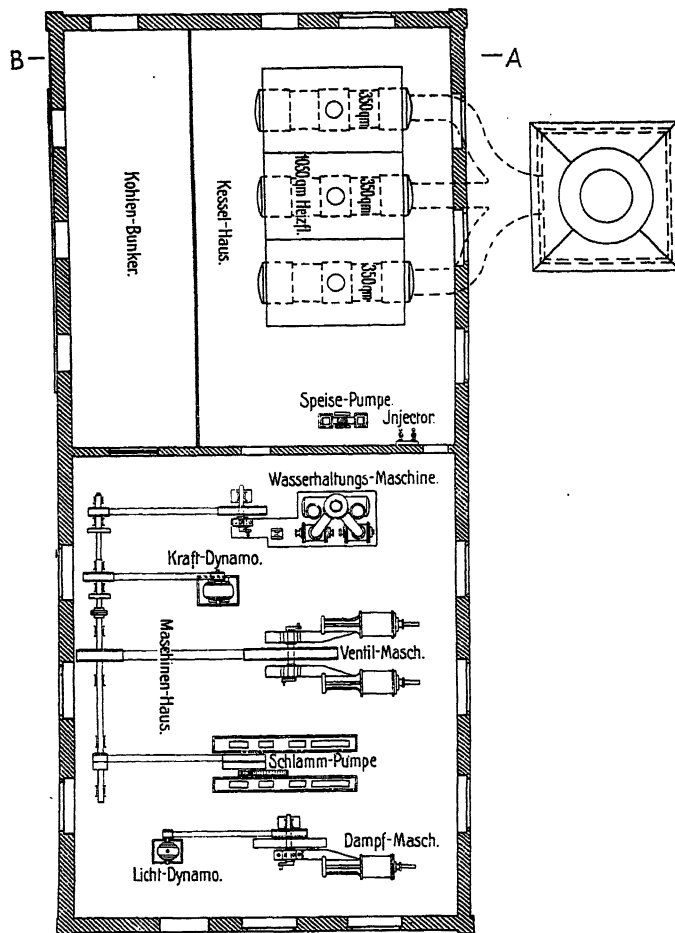 B
A
Kohlen-Bunker.
Kessel-Haus.
350qm
1050qm Heizfl.
350qm
350qm
Speise-Pumpe.
Jnjector.
Wasserhaltungs-Maschine.
Kraft-Dynamo.
Maschinen-Haus.
Ventil-Masch.
Schlamm-Pumpe
Dampf-Masch.
Licht-Dynamo.